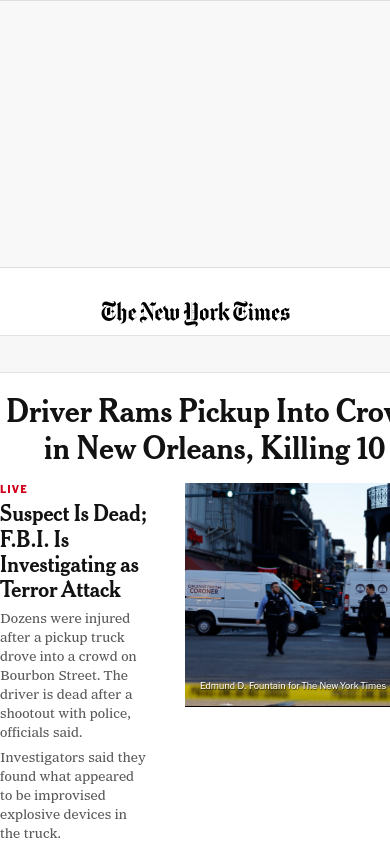 The New York Times
Driver Rams Pickup Into
in New Orleans, Killing 10
LIVE
Suspect Is Dead;
F.B.I. Is
Investigating as
Terror Attack
Dozens were injured
after a pickup truck
drove into a crowd on
Bourbon Street. The
driver is dead after a
shootout with police,
officials said.
Investigators said they
found what appeared
to be improvised
explosive devices in
the truck.
CORONER
Edmund D. Fountain for The New York Times